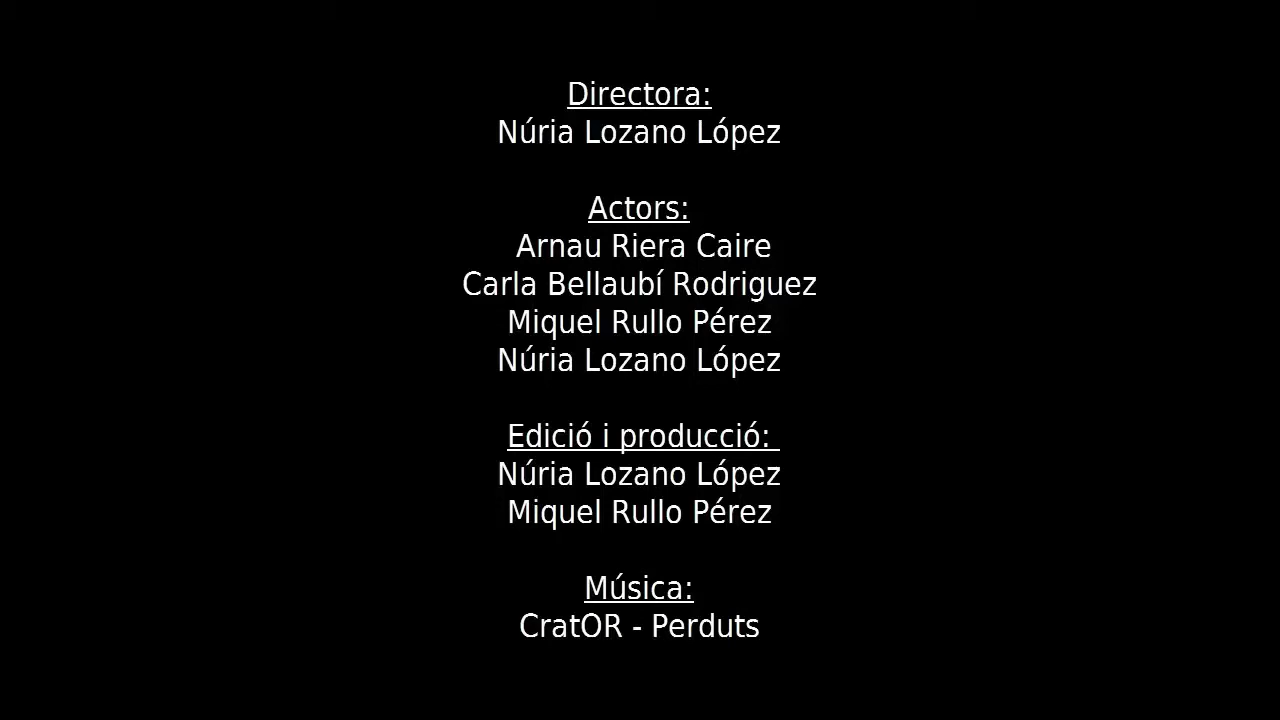 Directora:
Núria Lozano López
Actors:
Arnau Riera Caire
Carla Bellaubí Rodriguez
Miquel Rullo Pérez
Núria Lozano López
Edició i producció:
Núria Lozano López
Miquel Rullo Pérez
Música:
CratOR - Perduts